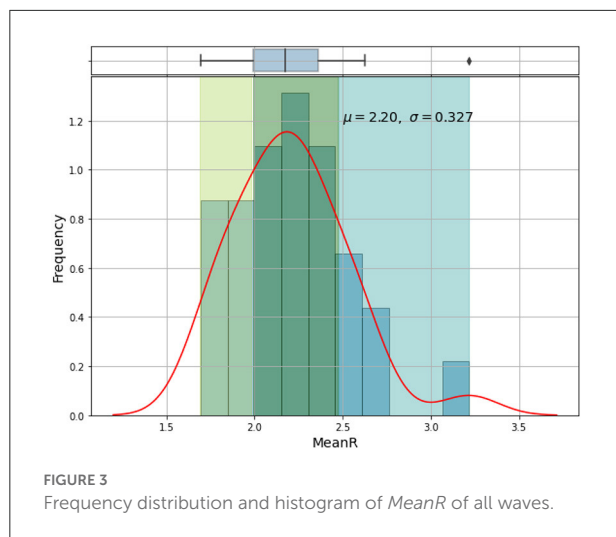 μ = 2.20, σ = 0.327
1.2
1.0
0.8
0.6
0.4
0.2
0.0
Frequency
1.5 2.0 2.5 3.0 3.5
MeanR
FIGURE 3
Frequency distribution and histogram of MeanR of all waves.